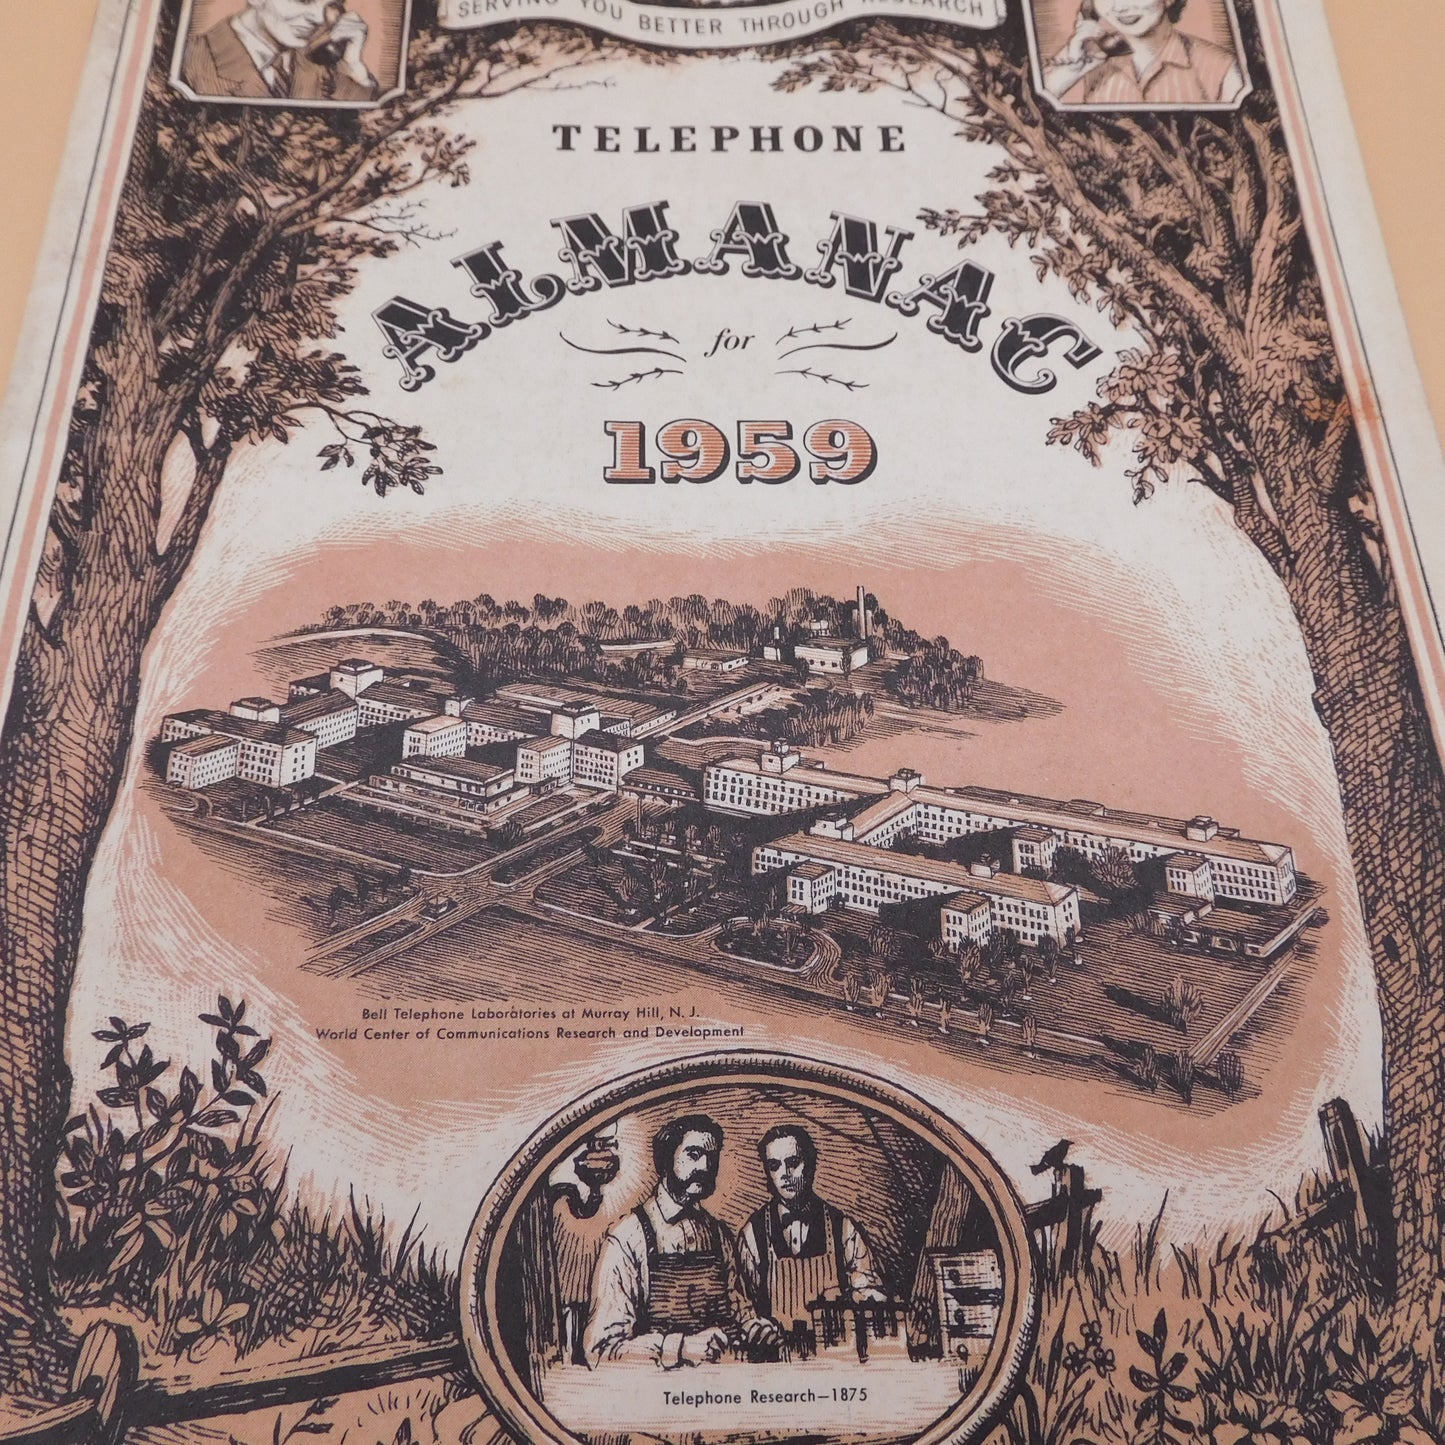 SERVING YOU BETTER THROUGH RESEARCH
TELEPHONE
ALMANAC
for
1959
Bell Telephone Laboratories at Murray Hill, N. J.
World Center of Communications Research and Development
Telephone Research—1875